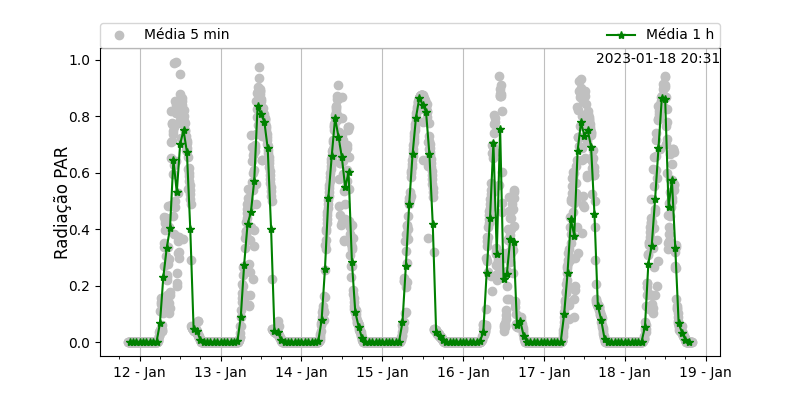 Média 5 min
Média 1 h
2023-01-18 20:31
Radiação PAR
1.0
0.8
0.6
0.4
0.2
0.0
12 - Jan
13 - Jan
14 - Jan
15 - Jan
16 - Jan
17 - Jan
18 - Jan
19 - Jan